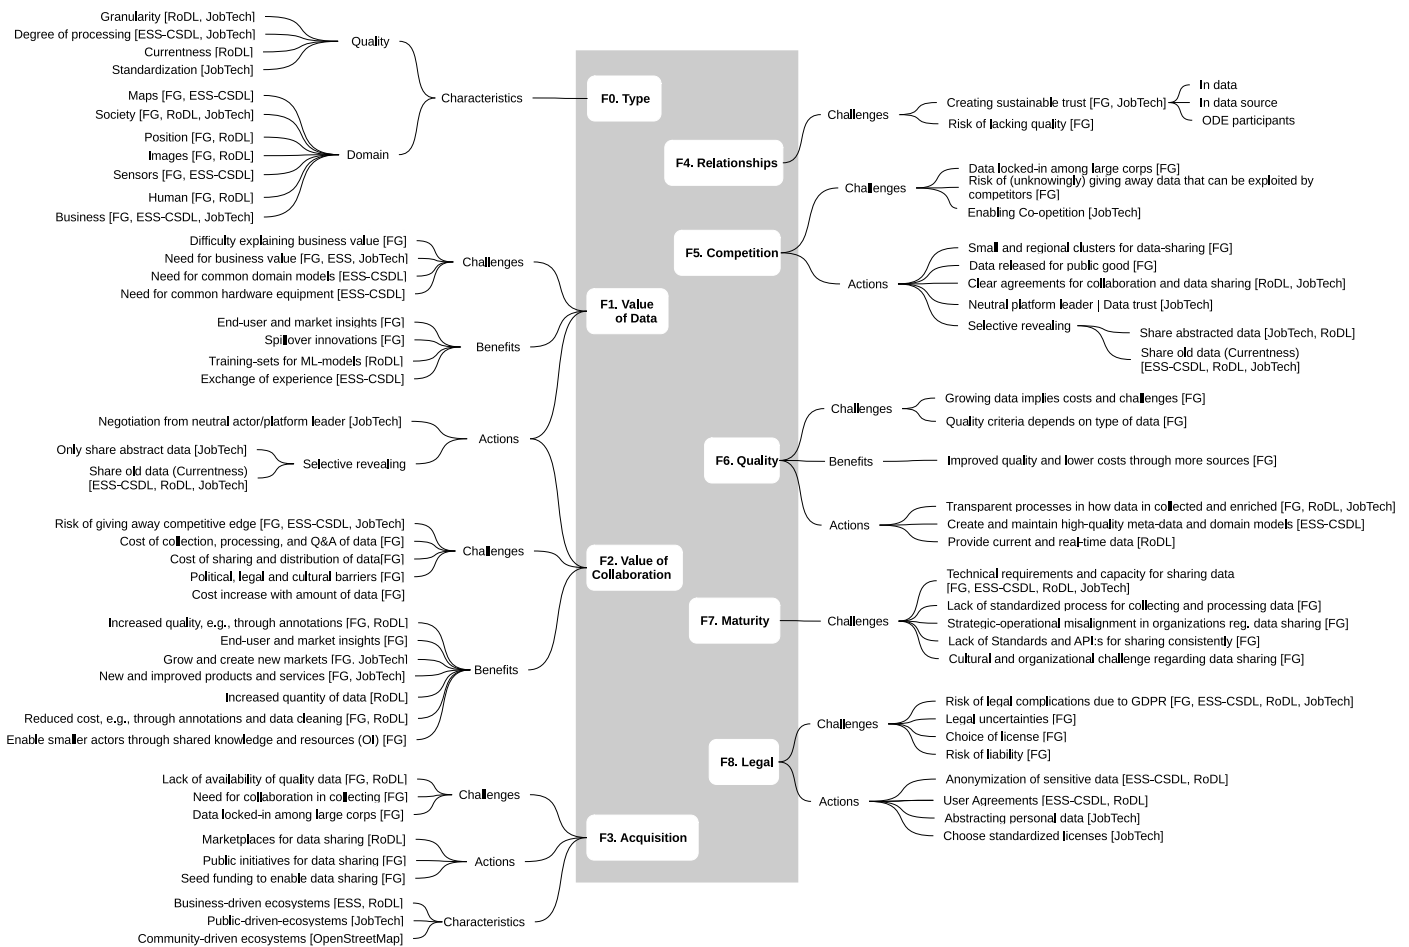 Granularity [RoDL, JobTech]
Degree of processing [ESS-CSDL, JobTech]
Currentness [RoDL]
Standardization [JobTech]
Quality
Maps [FG, ESS-CSDL]
Society [FG, RoDL, JobTech]
Position [FG, RoDL]
Images [FG, RoDL]
Sensors [FG, ESS-CSDL]
Human [FG, RoDL]
Business [FG, ESS-CSDL, JobTech]
Domain
Characteristics
F0. Type
Difficulty explaining business value [FG]
Need for business value [FG, ESS, JobTech]
Need for common domain models [ESS-CSDL]
Need for common hardware equipment [ESS-CSDL]
Challenges
End-user and market insights [FG]
Spillover innovations [FG]
Training-sets for ML-models [RoDL]
Exchange of experience [ESS-CSDL]
Benefits
F1. Value
of Data
Negotiation from neutral actor/platform leader [JobTech]
Only share abstract data [JobTech]
Share old data (Currentness)
[ESS-CSDL, RoDL, JobTech]
Selective revealing
Actions
Risk of giving away competitive edge [FG, ESS-CSDL, JobTech]
Cost of collection, processing, and Q&A of data [FG]
Cost of sharing and distribution of data[FG]
Political, legal and cultural barriers [FG]
Cost increase with amount of data [FG]
Challenges
F2. Value of
Collaboration
Increased quality, e.g., through annotations [FG, RoDL]
End-user and market insights [FG]
Grow and create new markets [FG. JobTech]
New and improved products and services [FG, JobTech]
Increased quantity of data [RoDL]
Reduced cost, e.g., through annotations and data cleaning [FG, RoDL]
Enable smaller actors through shared knowledge and resources (OI) [FG]
Benefits
Lack of availability of quality data [FG, RoDL]
Need for collaboration in collecting [FG]
Data locked-in among large corps [FG]
Challenges
Marketplaces for data sharing [RoDL]
Public initiatives for data sharing [FG]
Seed funding to enable data sharing [FG]
Actions
F3. Acquisition
Business-driven ecosystems [ESS, RoDL]
Public-driven-ecosystems [JobTech]
Community-driven ecosystems [OpenStreetMap]
Characteristics
F4. Relationships
Challenges
Creating sustainable trust [FG, JobTech]
In data
In data source
ODE participants
Risk of lacking quality [FG]
F5. Competition
Challenges
Data locked-in among large corps [FG]
Risk of (unknowingly) giving away data that can be exploited by
competitors [FG]
Enabling Co-opetition [JobTech]
Actions
Small and regional clusters for data-sharing [FG]
Data released for public good [FG]
Clear agreements for collaboration and data sharing [RoDL, JobTech]
Neutral platform leader | Data trust [JobTech]
Selective revealing
Share abstracted data [JobTech, RoDL]
Share old data (Currentness)
[ESS-CSDL, RoDL, JobTech]
F6. Quality
Challenges
Growing data implies costs and challenges [FG]
Quality criteria depends on type of data [FG]
Benefits
Improved quality and lower costs through more sources [FG]
Actions
Transparent processes in how data in collected and enriched [FG, RoDL, JobTech]
Create and maintain high-quality meta-data and domain models [ESS-CSDL]
Provide current and real-time data [RoDL]
F7. Maturity
Challenges
Technical requirements and capacity for sharing data
[FG, ESS-CSDL, RoDL, JobTech]
Lack of standardized process for collecting and processing data [FG]
Strategic-operational misalignment in organizations reg. data sharing [FG]
Lack of Standards and API:s for sharing consistently [FG]
Cultural and organizational challenge regarding data sharing [FG]
F8. Legal
Challenges
Risk of legal complications due to GDPR [FG, ESS-CSDL, RoDL, JobTech]
Legal uncertainties [FG]
Choice of license [FG]
Risk of liability [FG]
Actions
Anonymization of sensitive data [ESS-CSDL, RoDL]
User Agreements [ESS-CSDL, RoDL]
Abstracting personal data [JobTech]
Choose standardized licenses [JobTech]